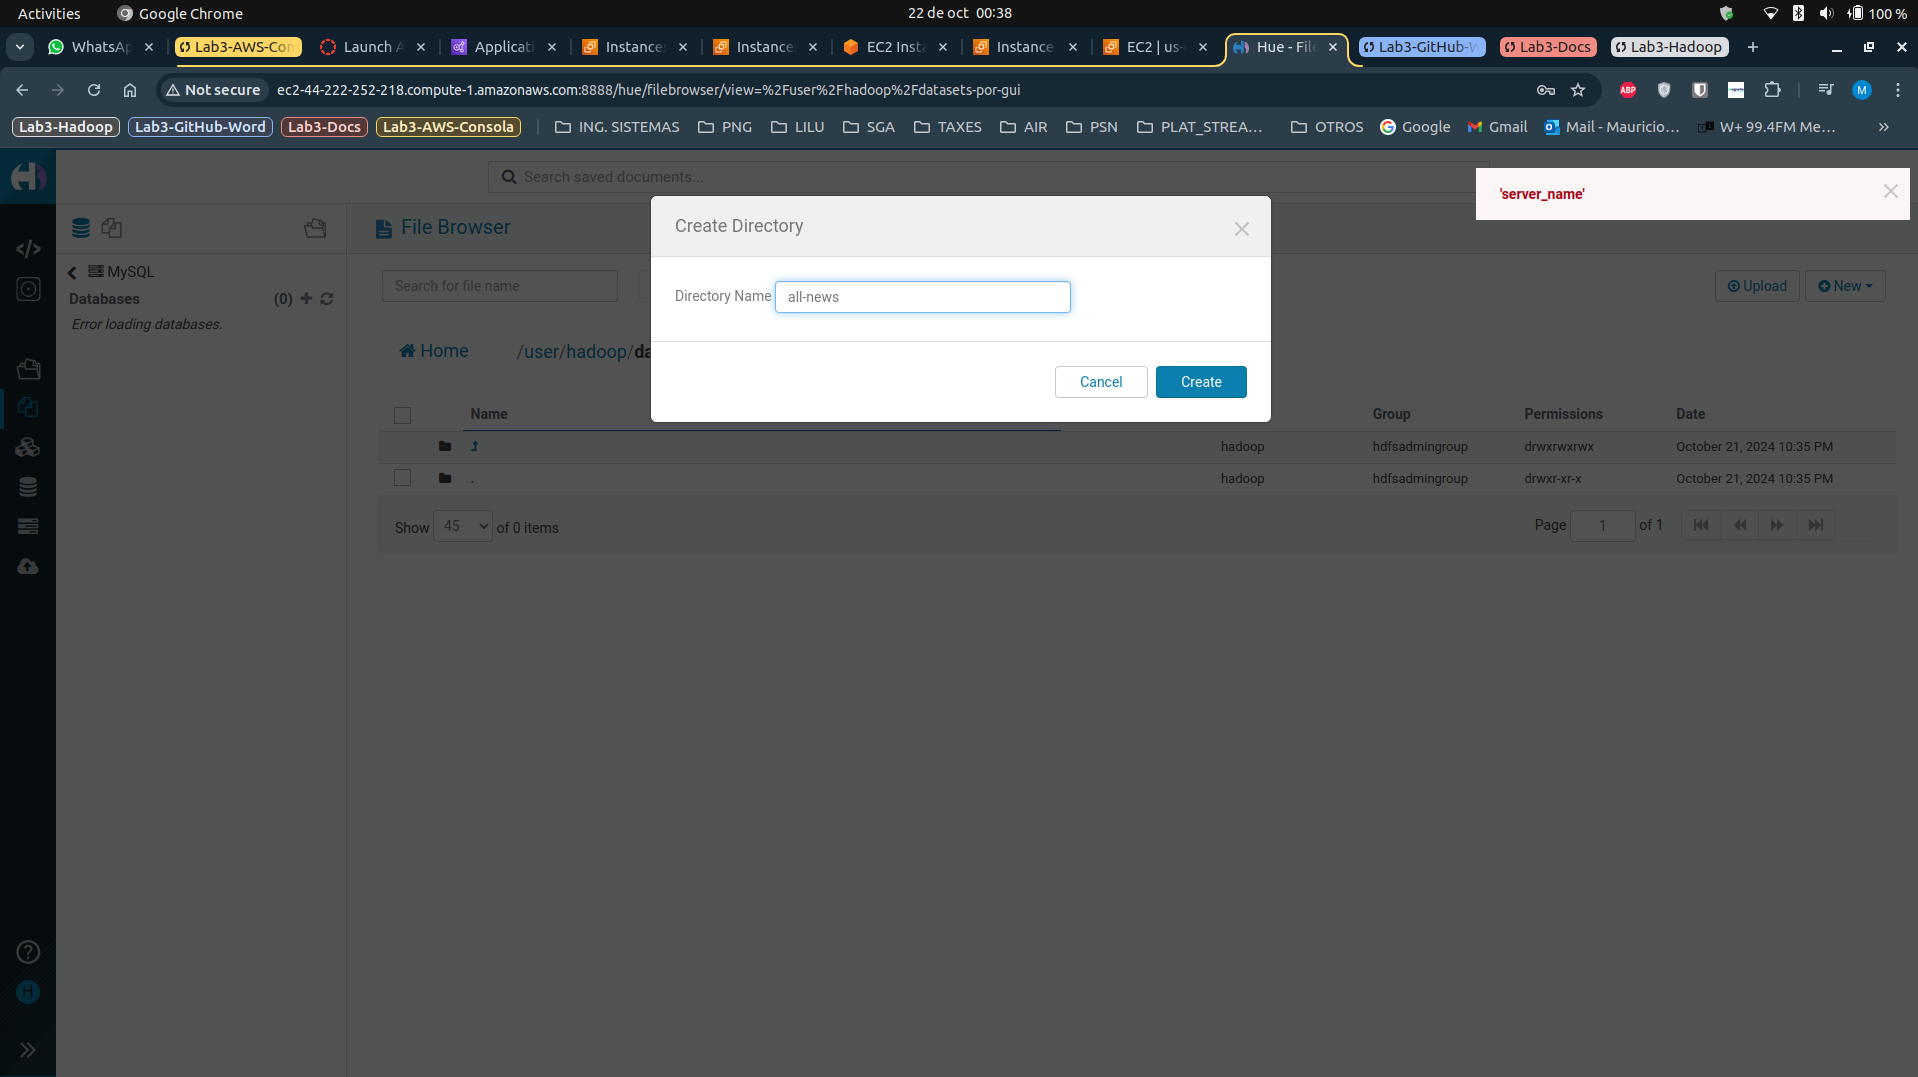 Activities
Google Chrome
22 de oct 00:38
100 %
WhatsAp
Lab3-AWS-Con
Launch A
Applicati
Instance
Instance
EC2 Inst
Instance
EC2 | us-
Hue - Fil
Lab3-GitHub-W
Lab3-Docs
Lab3-Hadoop
Not secure
ec2-44-222-252-218.compute-1.amazonaws.com:8888/hue/filebrowser/view=%2Fuser%2Fhadoop%2Fdatasets-por-gui
ABP
M
Lab3-Hadoop
Lab3-GitHub-Word
Lab3-Docs
Lab3-AWS-Consola
ING. SISTEMAS
PNG
LILU
SGA
TAXES
AIR
PSN
PLAT_STREA...
OTROS
Google
Gmail
Mail - Mauricio...
W+ 99.4FM Me...
Search saved documents...
'server_name'
File Browser
Create Directory
MySQL
Databases (0)
Error loading databases.
Search for file name
Directory Name all-news
Upload
New
Home
/user/hadoop/da
Cancel
Create
Name Group Permissions Date
hadoop hdfsadmingroup drwxrwxrwx October 21, 2024 10:35 PM
. hadoop hdfsadmingroup drwxr-xr-x October 21, 2024 10:35 PM
Show 45 of 0 items
Page 1 of 1
H